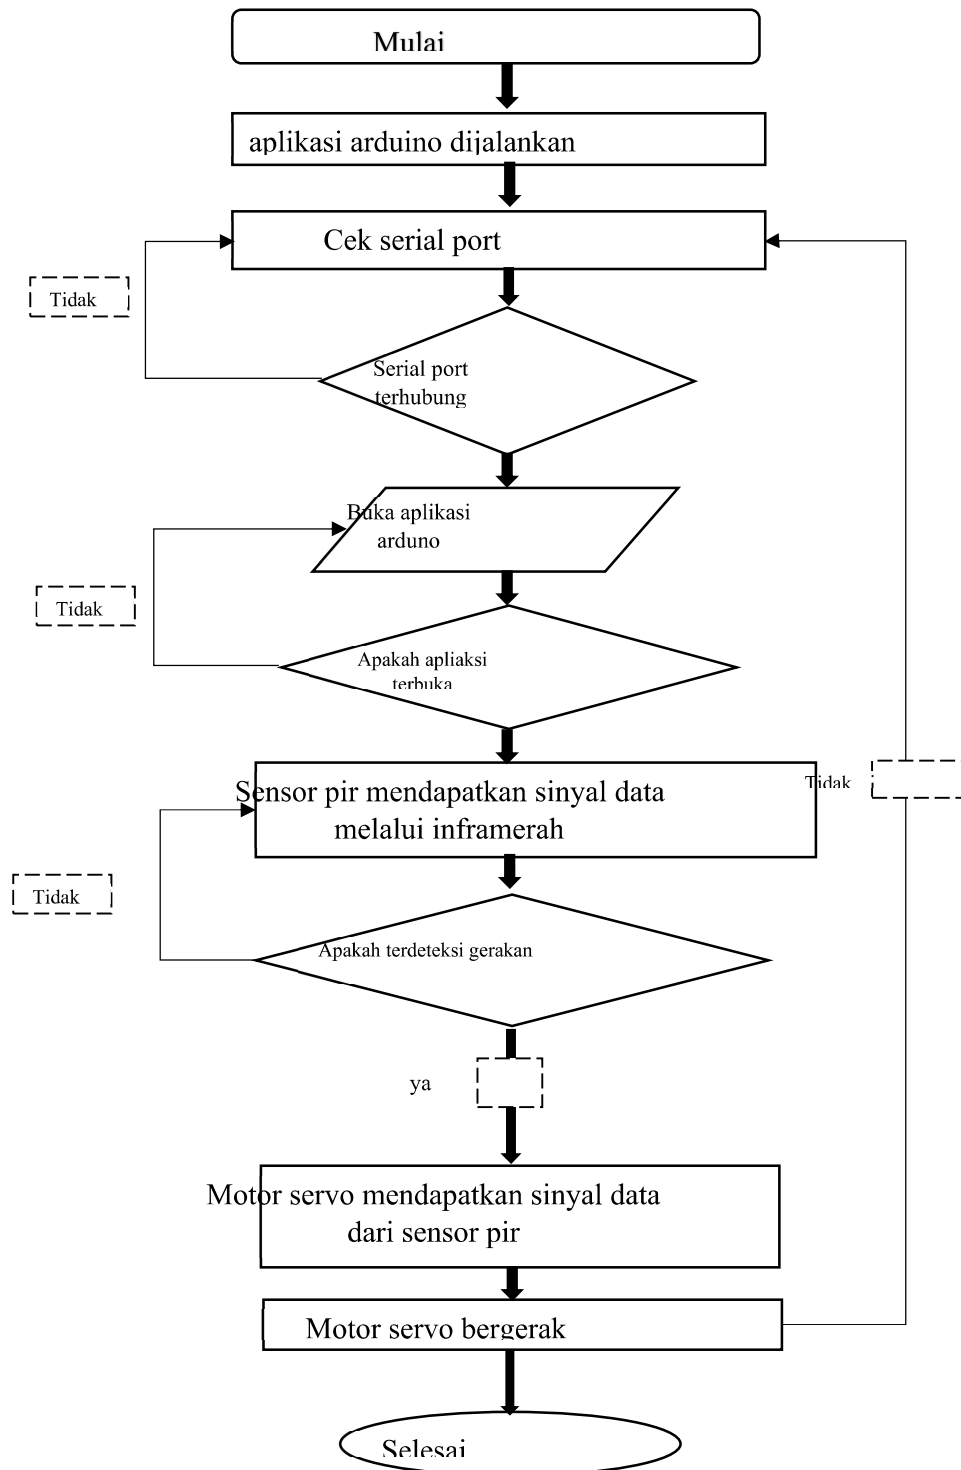 Mulai
aplikasi arduino dijalankan
Cek serial port
Tidak
Serial port
terhubung
Buka aplikasi
arduno
Tidak
Apakah apliaksi
terbuka
Sensor pir mendapatkan sinyal data
melalui inframerah
Tidak
Tidak
Apakah terdeteksi gerakan
ya
Motor servo mendapatkan sinyal data
dari sensor pir
Motor servo bergerak
Selesai